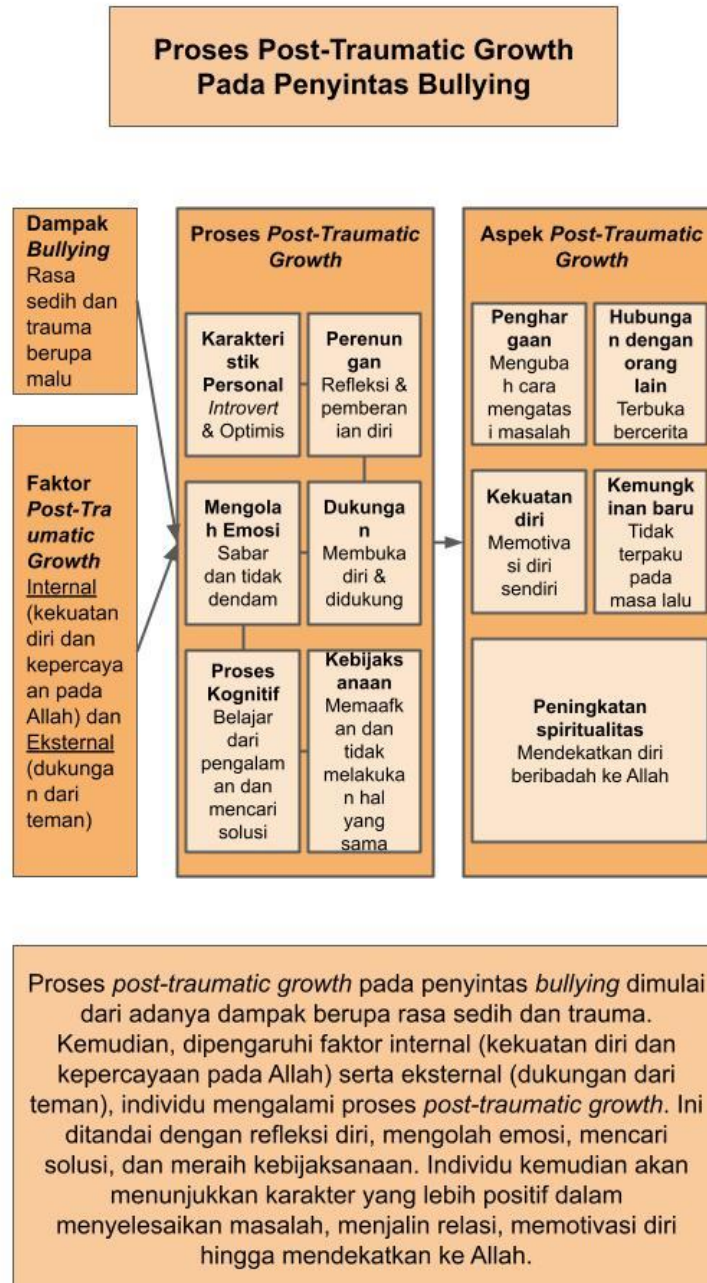 Proses Post-Traumatic Growth
Pada Penyintas Bullying
Dampak
Bullying
Rasa
sedih dan
trauma
berupa
malu
Faktor
Post-Tra
umatic
Growth
Internal
(kekuatan
diri dan
kepercaya
an pada
Allah) dan
Eksternal
(dukunga
n dari
teman)
Proses Post-Traumatic
Growth
Karakteri
stik
Personal
Introvert
& Optimis
Perenun
gan
Refleksi &
pemberan
ian diri
Mengola
h Emosi
Sabar
dan tidak
dendam
Dukunga
n
Membuka
diri &
didukung
Proses
Kognitif
Belajar
dari
pengalam
an dan
mencari
solusi
Kebijaks
anaan
Memaafk
an dan
tidak
melakuka
n hal
yang
sama
Aspek Post-Traumatic
Growth
Penghar
gaan
Menguba
h cara
mengatas
i masalah
Hubunga
n dengan
orang
lain
Terbuka
bercerita
Kekuatan
diri
Memotiva
si diri
sendiri
Kemungk
inan baru
Tidak
terpaku
pada
masa lalu
Peningkatan
spiritualitas
Mendekatkan diri
beribadah ke Allah
Proses post-traumatic growth pada penyintas bullying dimulai
dari adanya dampak berupa rasa sedih dan trauma.
Kemudian, dipengaruhi faktor internal (kekuatan diri dan
kepercayaan pada Allah) serta eksternal (dukungan dari
teman), individu mengalami proses post-traumatic growth. Ini
ditandai dengan refleksi diri, mengolah emosi, mencari
solusi, dan meraih kebijaksanaan. Individu kemudian akan
menunjukkan karakter yang lebih positif dalam
menyelesaikan masalah, menjalin relasi, memotivasi diri
hingga mendekatkan ke Allah.